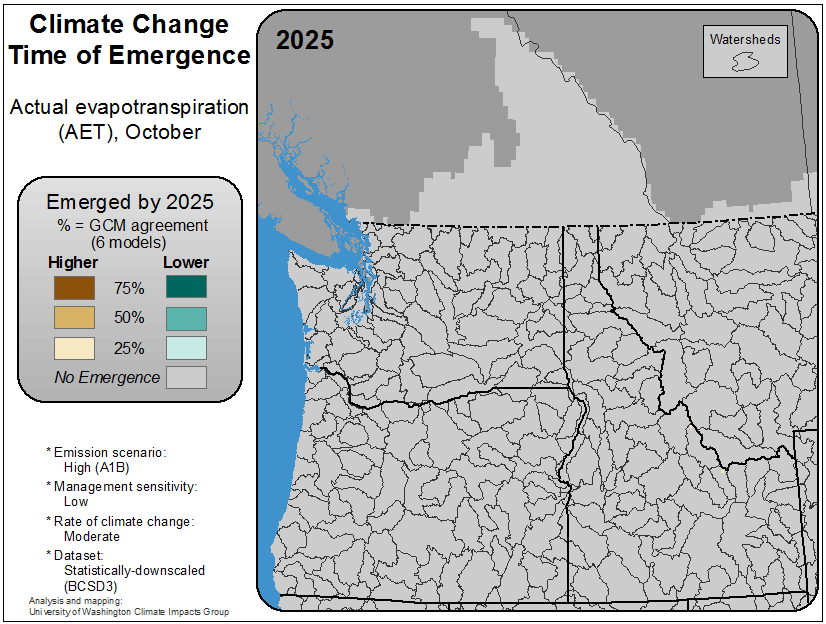 Climate Change
Time of Emergence
Actual evapotranspiration
(AET), October
Emerged by 2025
% = GCM agreement
(6 models)
Higher Lower
75%
50%
25%
No Emergence
* Emission scenario:
High (A1B)
* Management sensitivity:
Low
* Rate of climate change:
Moderate
* Dataset:
Statistically-downscaled
(BCSD3)
Analysis and mapping:
University of Washington Climate Impacts Group
2025
Watersheds